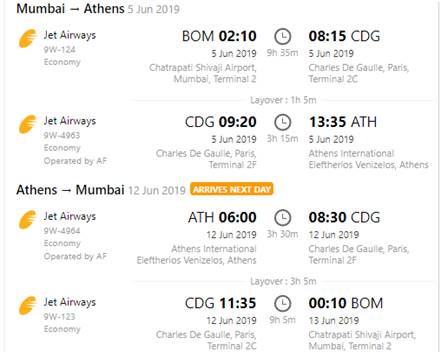 Mumbai → Athens 5 Jun 2019
Jet Airways
9W-124
Economy
BOM 02:10
5 Jun 2019
Chatrapati Shivaji Airport,
Mumbai, Terminal 2
9h 35m
08:15 CDG
5 Jun 2019
Charles De Gaulle, Paris,
Terminal 2C
Layover : 1h 5m
Jet Airways
9W-4963
Economy
Operated by AF
CDG 09:20
5 Jun 2019
Charles De Gaulle, Paris,
Terminal 2F
3h 15m
13:35 ATH
5 Jun 2019
Athens International
Eleftherios Venizelos, Athens
Athens → Mumbai 12 Jun 2019 ARRIVES NEXT DAY
Jet Airways
9W-4964
Economy
Operated by AF
ATH 06:00
12 Jun 2019
Athens International
Eleftherios Venizelos, Athens
3h 30m
08:30 CDG
12 Jun 2019
Charles De Gaulle, Paris,
Terminal 2F
Layover : 3h 5m
Jet Airways
9W-123
Economy
CDG 11:35
12 Jun 2019
Charles De Gaulle, Paris,
Terminal 2C
9h 5m
00:10 BOM
13 Jun 2019
Chatrapati Shivaji Airport,
Mumbai, Terminal 2